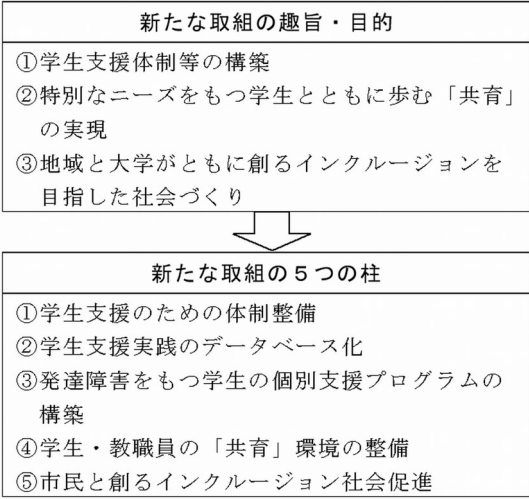 新たな取組の趣旨・目的
①学生支援体制等の構築
②特別なニーズをもつ学生とともに歩む「共育」
の実現
③地域と大学がともに創るインクルージョンを
目指した社会づくり
新たな取組の５つの柱
①学生支援のための体制整備
②学生支援実践のデータベース化
③発達障害をもつ学生の個別支援プログラムの
構築
④学生・教職員の「共育」環境の整備
⑤市民と創るインクルージョン社会促進